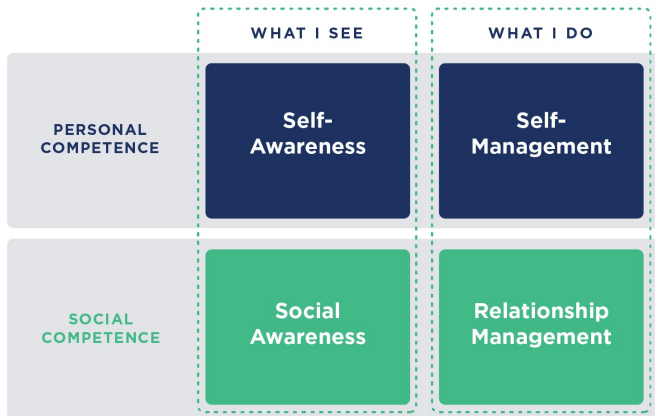 WHAT I SEE
WHAT I DO
PERSONAL
COMPETENCE
Self-
Awareness
Self-
Management
SOCIAL
COMPETENCE
Social
Awareness
Relationship
Management